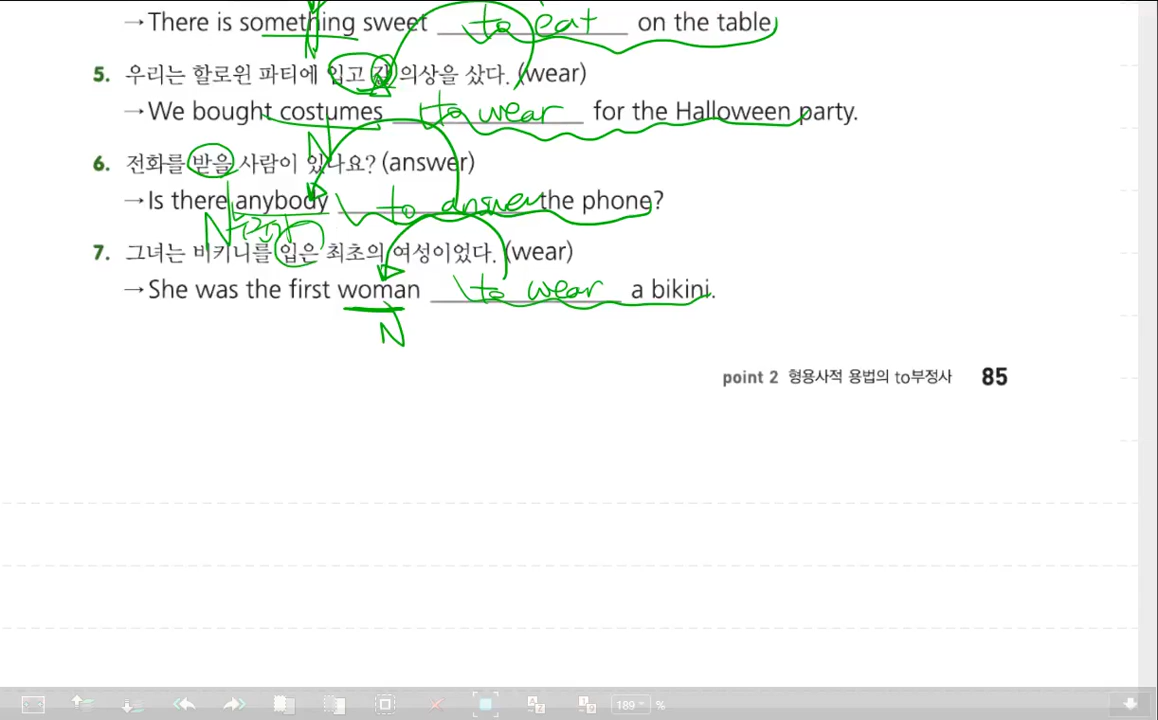 → There is something sweet to eat on the table
5. 우리는 할로윈 파티에 입고 갈 의상을 샀다. (wear)
→ We bought costumes to wear for the Halloween party.
N
6. 전화를 받을 사람이 있나요? (answer)
→ Is there anybody to answer the phone?
N
7. 그녀는 비키니를 입은 최초의 여성이었다. (wear)
→ She was the first woman to wear a bikini.
N
point 2 형용사적 용법의 to부정사 85
189 %